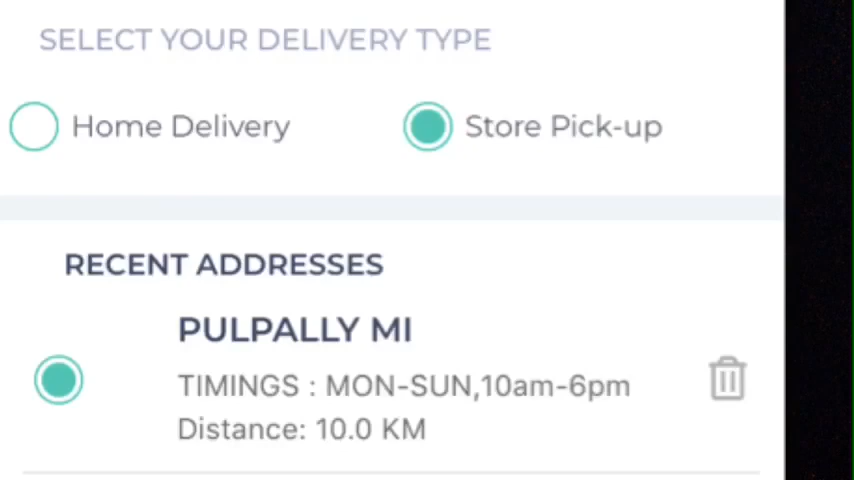 SELECT YOUR DELIVERY TYPE
Home Delivery Store Pick-up
RECENT ADDRESSES
PULPALLY MI
TIMINGS : MON-SUN,10am-6pm
Distance: 10.0 KM